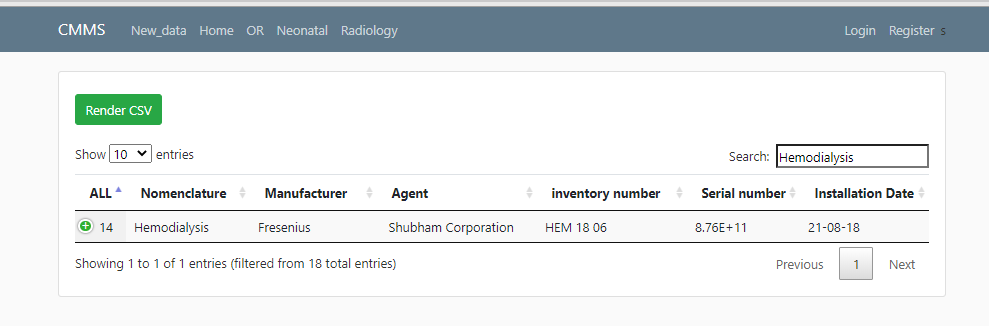 CMMS New_data Home OR Neonatal Radiology Login Register s
Render CSV
Show 10 entries Search: Hemodialysis
ALL Nomenclature Manufacturer Agent inventory number Serial number Installation Date
14 Hemodialysis Fresenius Shubham Corporation HEM 18 06 8.76E+11 21-08-18
Showing 1 to 1 of 1 entries (filtered from 18 total entries) Previous 1 Next